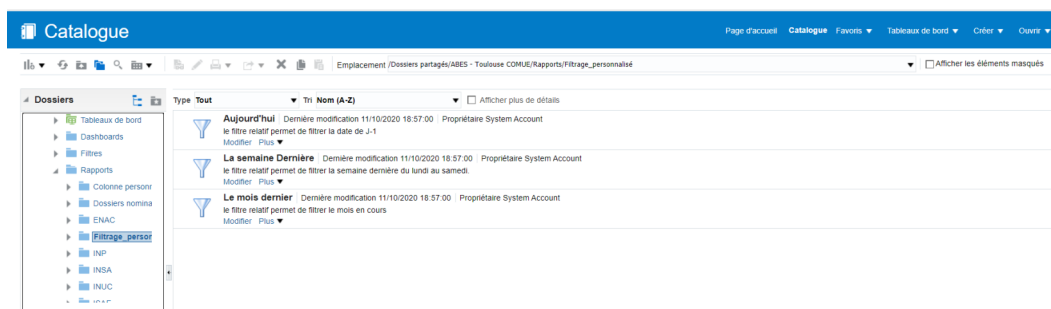 Catalogue
Page d'accueil Catalogue Favoris Tableaux de bord Créer Ouvrir
Emplacement /Dossiers partagés/ABES - Toulouse COMUE/Rapports/Filtrage_personnalisé
Afficher les éléments masqués
Dossiers
Tableaux de bord
Dashboards
Filtres
Rapports
Colonne personr
Dossiers nomina
ENAC
Filtrage_person
INP
INSA
INUC
Type Tout Tri Nom (A-Z) Afficher plus de détails
Aujourd'hui Dernière modification 11/10/2020 18:57:00 Propriétaire System Account
le filtre relatif permet de filtrer la date de J-1
Modifier Plus
La semaine Dernière Dernière modification 11/10/2020 18:57:00 Propriétaire System Account
le filtre relatif permet de filtrer la semaine dernière du lundi au samedi.
Modifier Plus
Le mois dernier Dernière modification 11/10/2020 18:57:00 Propriétaire System Account
le filtre relatif permet de filtrer le mois en cours
Modifier Plus